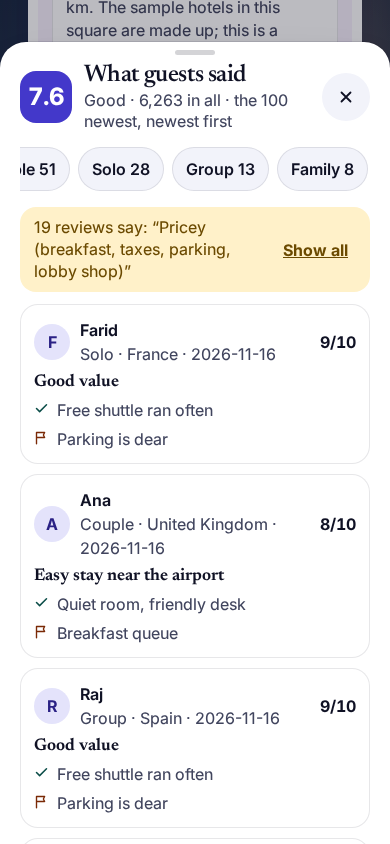 km. The sample hotels in this
square are made up; this is a
7.6
What guests said
Good · 6,263 in all · the 100
newest, newest first
ple 51
Solo 28
Group 13
Family 8
19 reviews say: “Pricey
(breakfast, taxes, parking,
lobby shop)”
Show all
F
Farid
Solo · France · 2026-11-16
9/10
Good value
Free shuttle ran often
Parking is dear
A
Ana
Couple · United Kingdom ·
2026-11-16
8/10
Easy stay near the airport
Quiet room, friendly desk
Breakfast queue
R
Raj
Group · Spain · 2026-11-16
9/10
Good value
Free shuttle ran often
Parking is dear